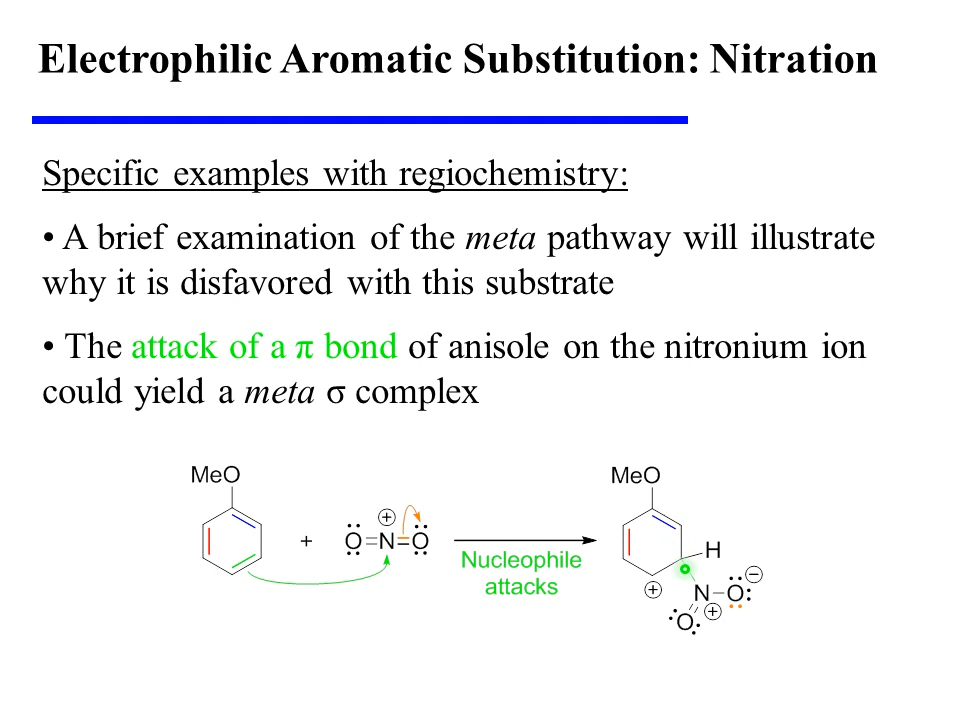 Electrophilic Aromatic Substitution: Nitration
Specific examples with regiochemistry:
• A brief examination of the meta pathway will illustrate
why it is disfavored with this substrate
• The attack of a π bond of anisole on the nitronium ion
could yield a meta σ complex
MeO
+
O=N=O
+
Nucleophile
attacks
MeO
H
+
N–O
−
+
O